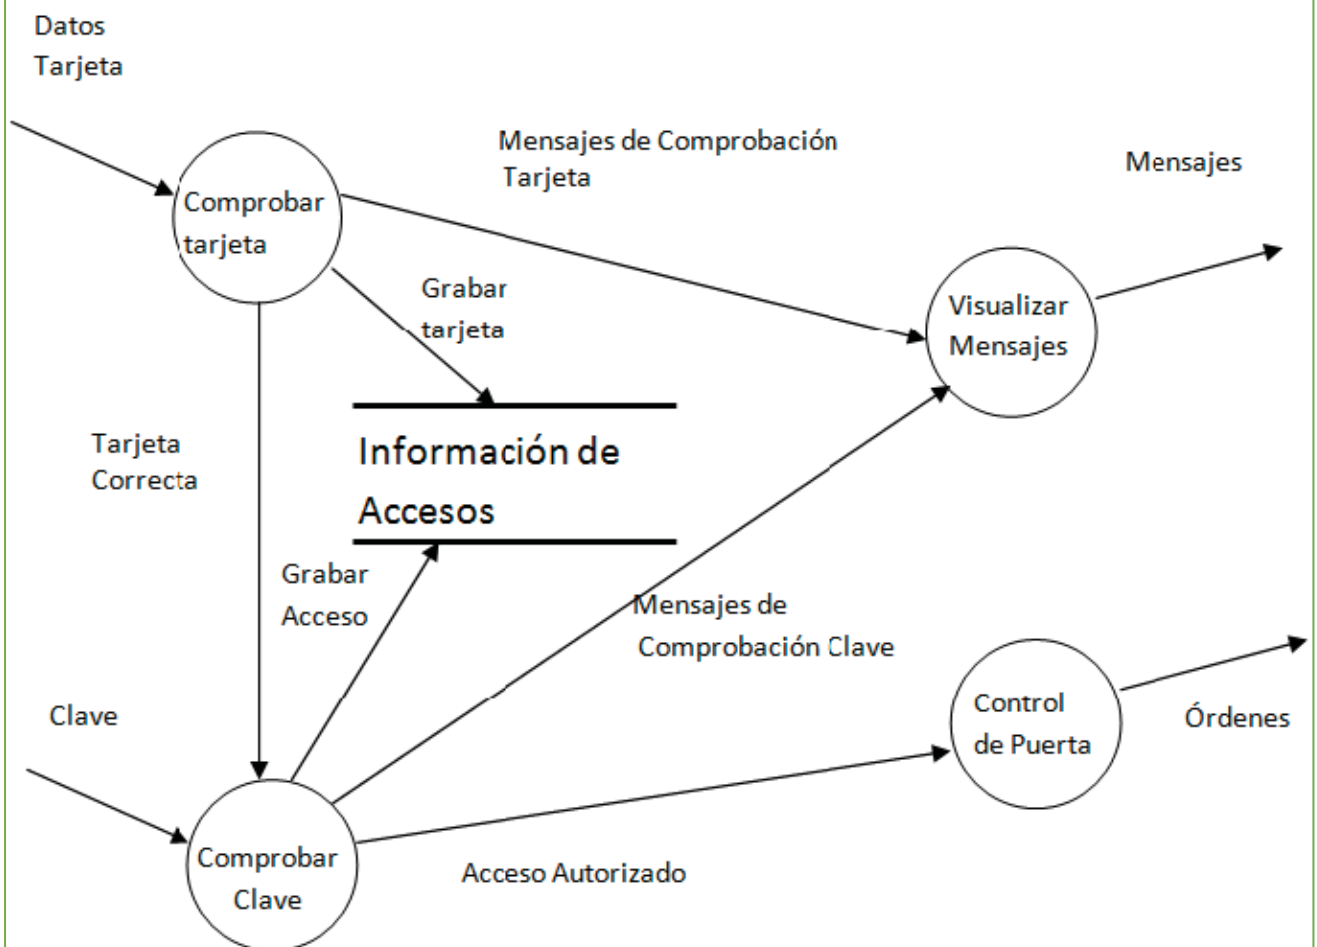 Datos
Tarjeta
Mensajes de Comprobación
Tarjeta
Mensajes
Comprobar
tarjeta
Grabar
tarjeta
Visualizar
Mensajes
Tarjeta
Correcta
Información de
Accesos
Grabar
Acceso
Mensajes de
Comprobación Clave
Clave
Control
de Puerta
Órdenes
Comprobar
Clave
Acceso Autorizado